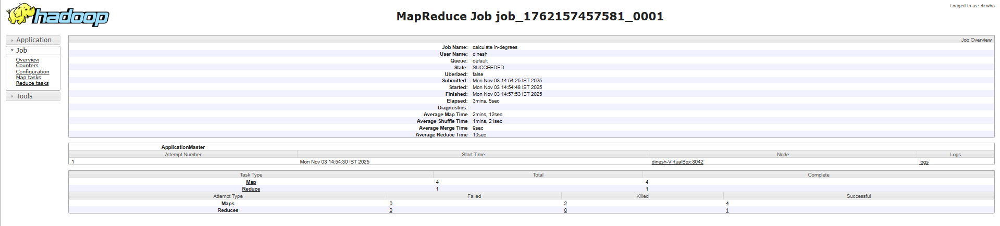 Logged in as: dr.who
hadoop
MapReduce Job job_1762157457581_0001
Application
Job
Overview
Counters
Configuration
Map tasks
Reduce tasks
Tools
Job Overview
Job Name: calculate in-degrees
User Name: dinesh
Queue: default
State: SUCCEEDED
Uberized: false
Submitted: Mon Nov 03 14:54:25 IST 2025
Started: Mon Nov 03 14:54:48 IST 2025
Finished: Mon Nov 03 14:57:53 IST 2025
Elapsed: 3mins, 5sec
Diagnostics:
Average Map Time 2mins, 12sec
Average Shuffle Time 1mins, 21sec
Average Merge Time 9sec
Average Reduce Time 10sec
ApplicationMaster
Attempt Number Start Time Node Logs
1 Mon Nov 03 14:54:30 IST 2025 dinesh-VirtualBox:8042 logs
Task Type Total Complete
Map 4 4
Reduce 1 1
Attempt Type Failed Killed Successful
Maps 0 2 4
Reduces 0 0 1